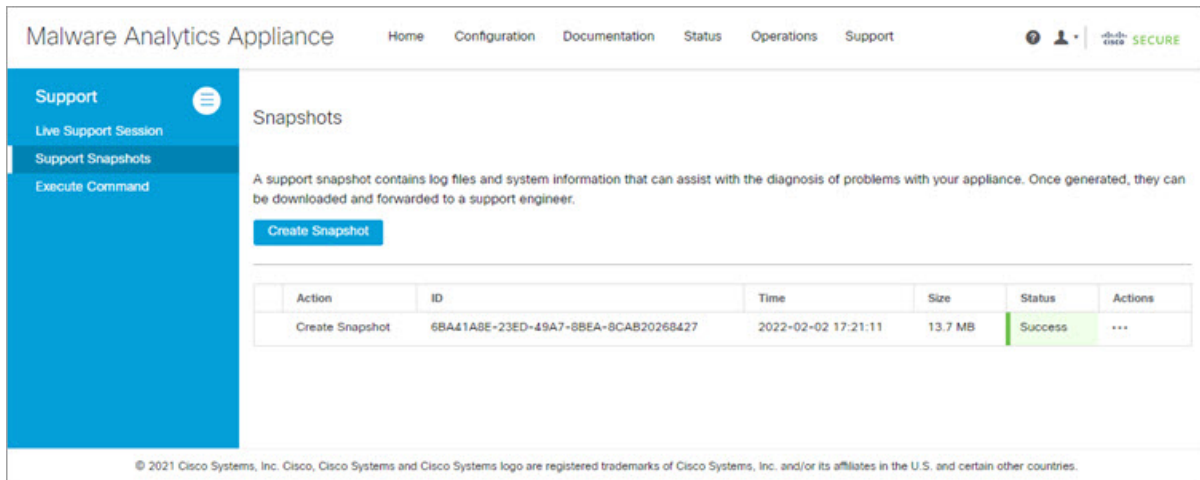 Malware Analytics Appliance Home Configuration Documentation Status Operations Support cisco SECURE
Support
Live Support Session
Support Snapshots
Execute Command
Snapshots
A support snapshot contains log files and system information that can assist with the diagnosis of problems with your appliance. Once generated, they can
be downloaded and forwarded to a support engineer.
Create Snapshot
Action ID Time Size Status Actions
Create Snapshot 6BA41A8E-23ED-49A7-8BEA-8CAB20268427 2022-02-02 17:21:11 13.7 MB Success ...
© 2021 Cisco Systems, Inc. Cisco, Cisco Systems and Cisco Systems logo are registered trademarks of Cisco Systems, Inc. and/or its affiliates in the U.S. and certain other countries.